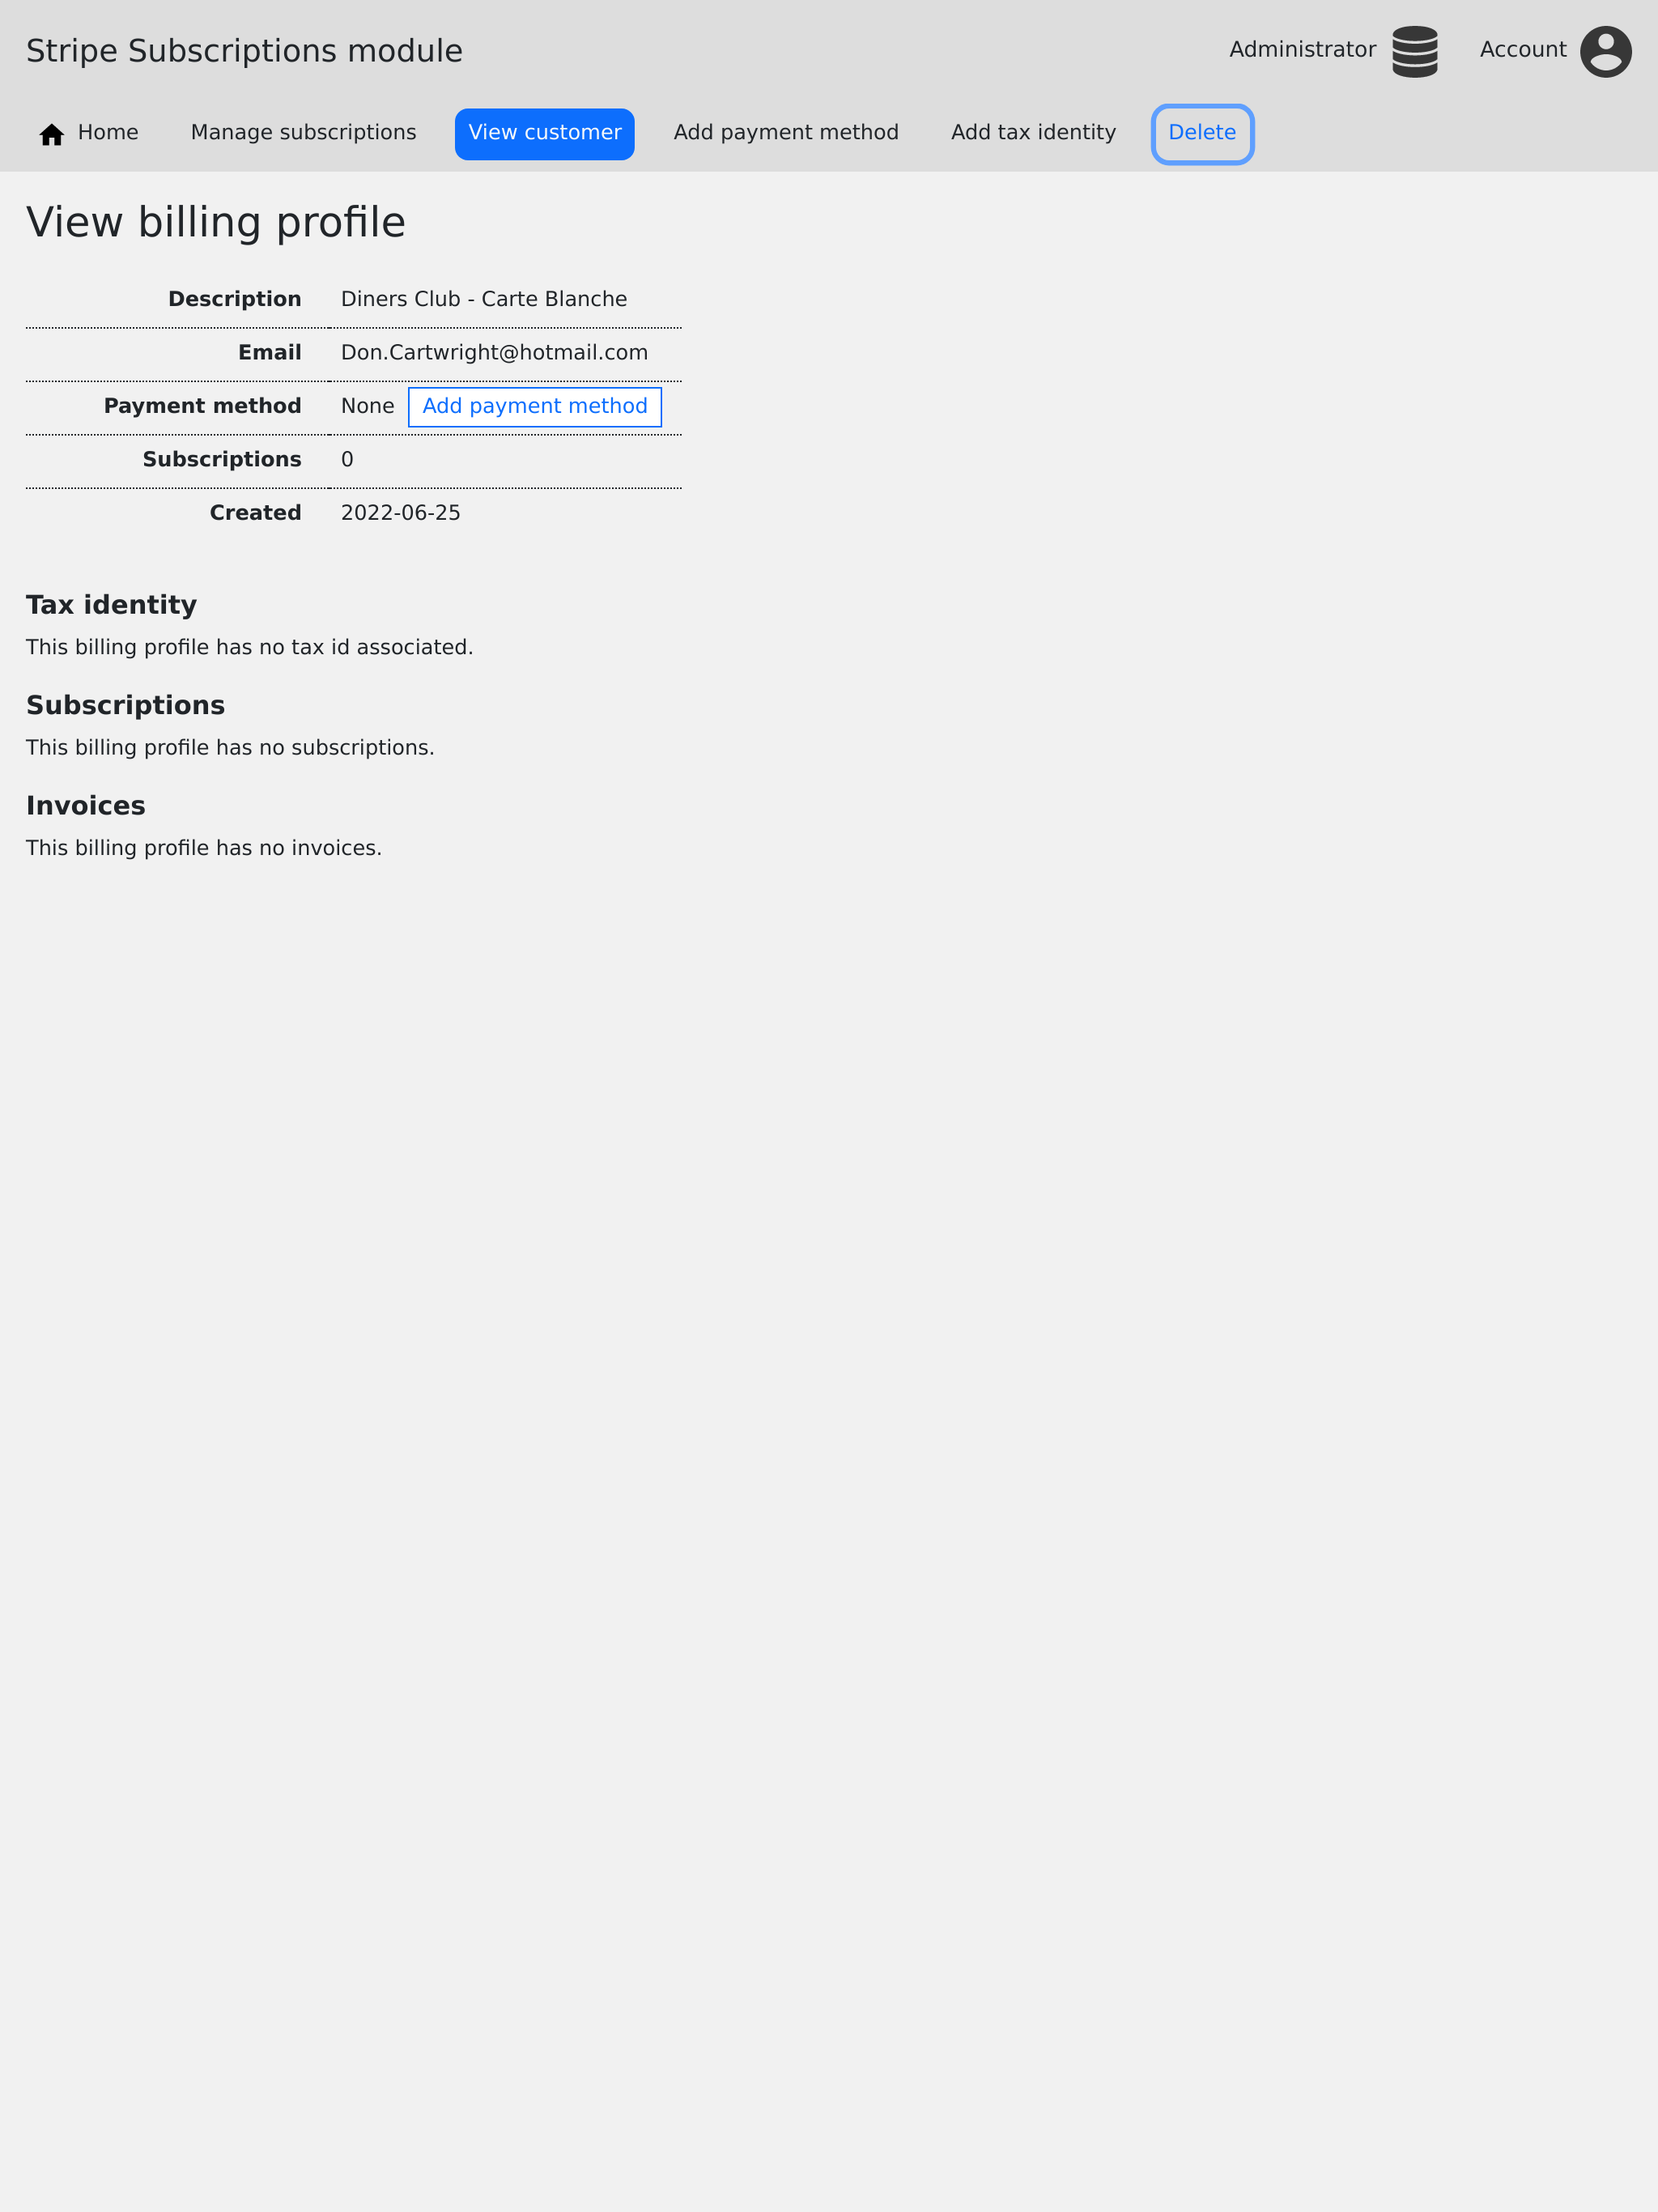 Stripe Subscriptions module
Administrator
Account
Home
Manage subscriptions
View customer
Add payment method
Add tax identity
Delete
View billing profile
Description Diners Club - Carte Blanche
Email Don.Cartwright@hotmail.com
Payment method None Add payment method
Subscriptions 0
Created 2022-06-25
Tax identity
This billing profile has no tax id associated.
Subscriptions
This billing profile has no subscriptions.
Invoices
This billing profile has no invoices.